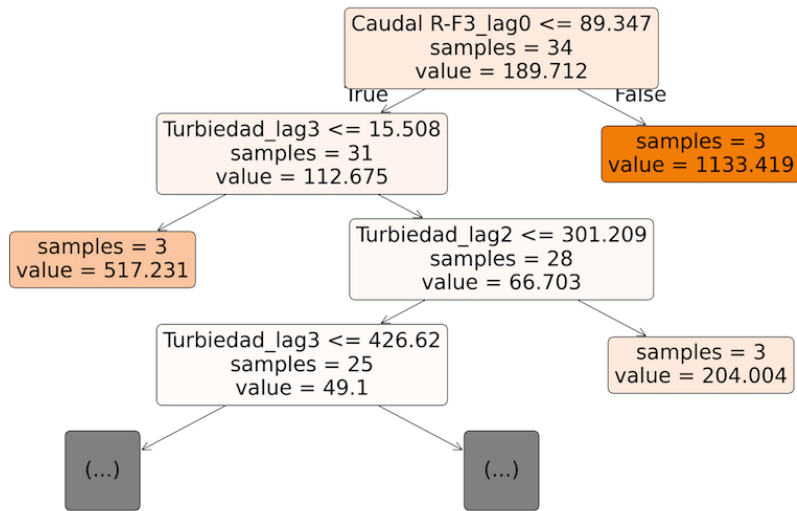 Caudal R-F3_lag0 <= 89.347
samples = 34
value = 189.712
True
False
Turbiedad_lag3 <= 15.508
samples = 31
value = 112.675
samples = 3
value = 1133.419
samples = 3
value = 517.231
Turbiedad_lag2 <= 301.209
samples = 28
value = 66.703
Turbiedad_lag3 <= 426.62
samples = 25
value = 49.1
samples = 3
value = 204.004
(...)
(...)